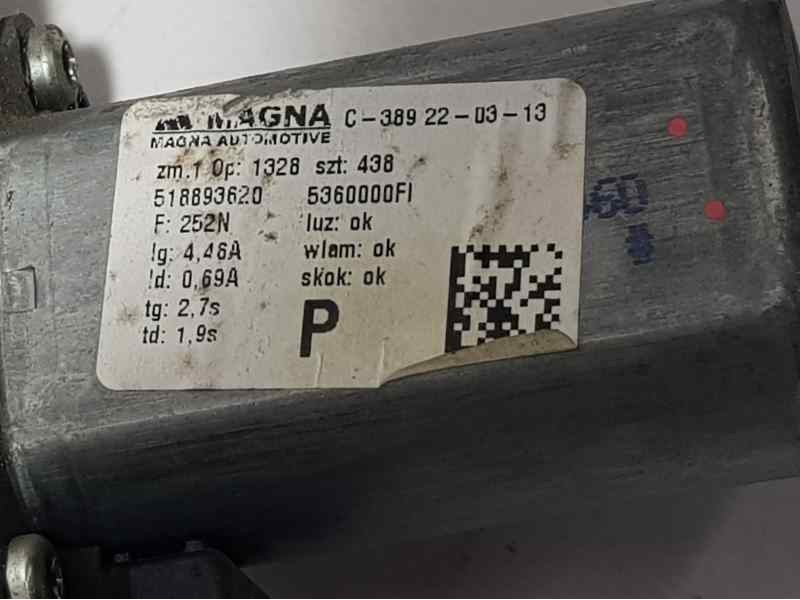 MAGNA C-389 22-03-13
MAGNA AUTOMOTIVE
zm.1 Op: 1328 szt: 438
518893620 5360000FI
F: 252N luz: ok
Ig: 4,46A wlam: ok
Id: 0,69A skok: ok
tg: 2,7s
td: 1,9s
P